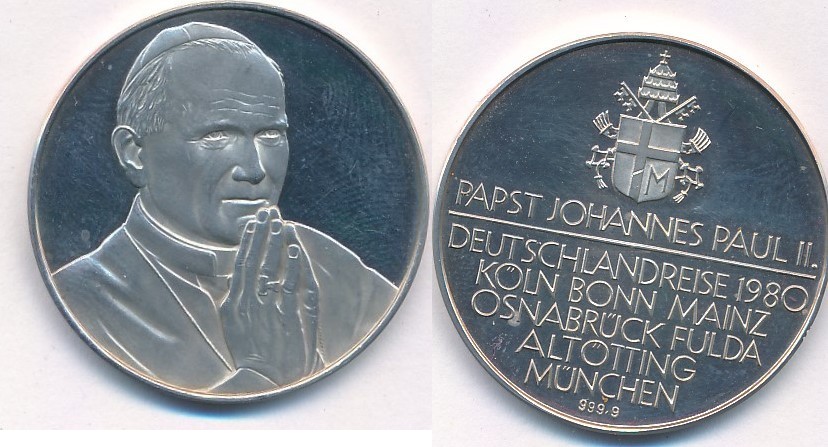 M
PAPST JOHANNES PAUL II.
DEUTSCHLANDREISE 1980
KÖLN BONN MAINZ
OSNABRÜCK FULDA
ALTÖTTING
MÜNCHEN
999,9